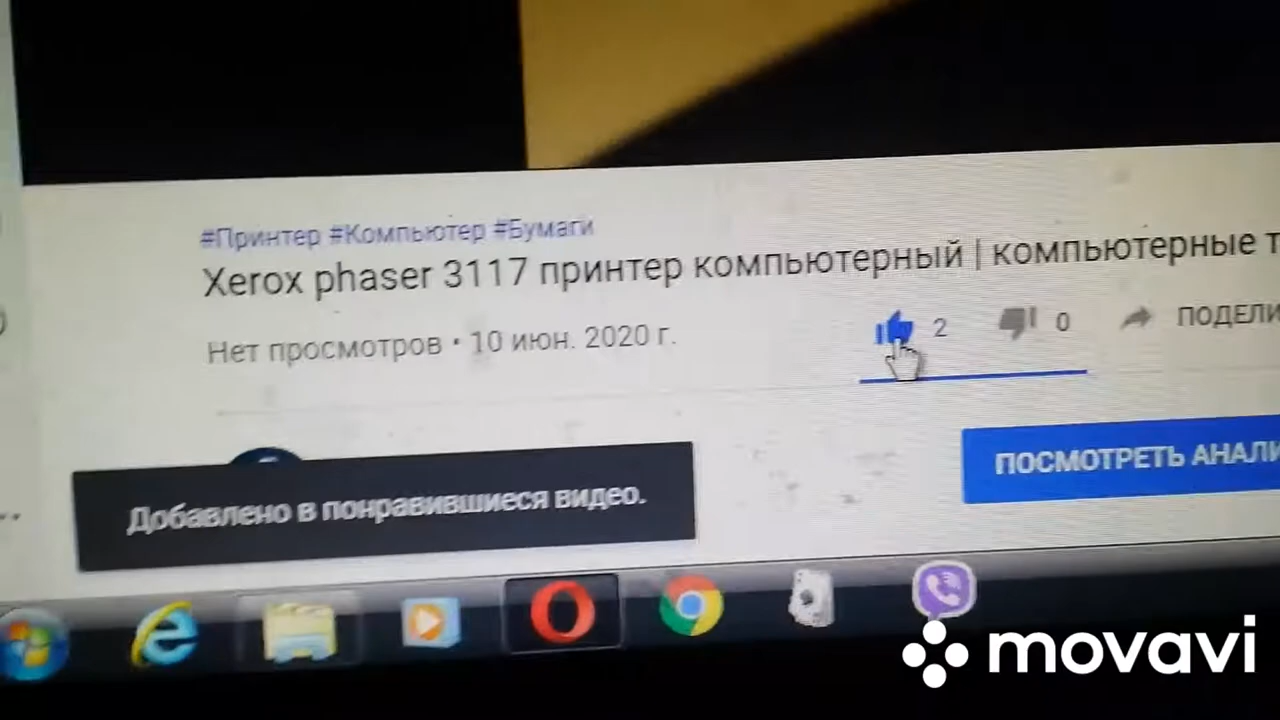 #Принтер #Компьютер #Бумаги
Xerox phaser 3117 принтер компьютерный | компьютерные т
Нет просмотров • 10 июн. 2020 г.
2
0
ПОДЕЛИ
ПОСМОТРЕТЬ АНАЛИ
Добавлено в понравившиеся видео.
movavi